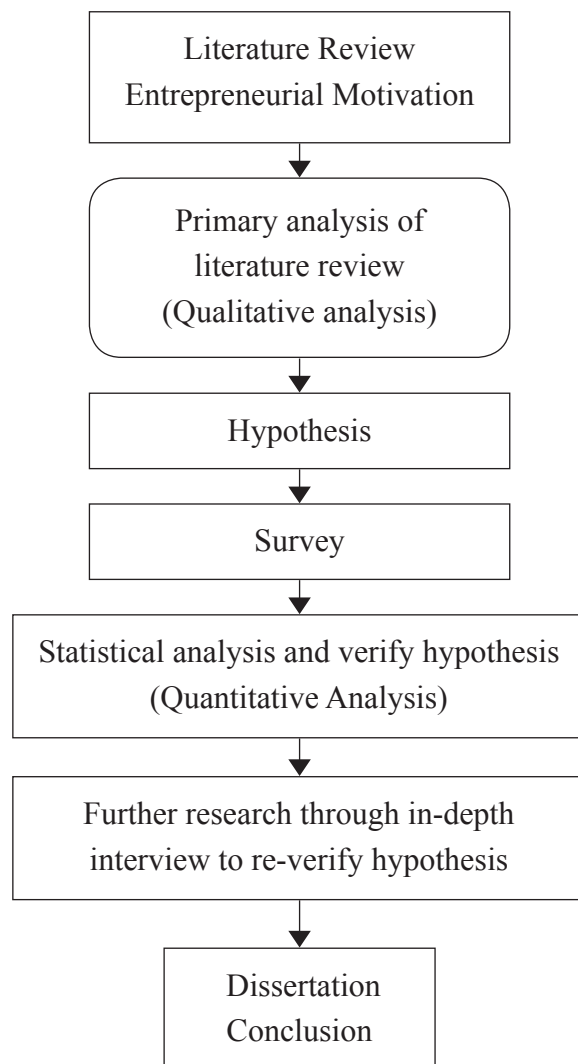 Literature Review
Entrepreneurial Motivation
Primary analysis of
literature review
(Qualitative analysis)
Hypothesis
Survey
Statistical analysis and verify hypothesis
(Quantitative Analysis)
Further research through in-depth
interview to re-verify hypothesis
Dissertation
Conclusion